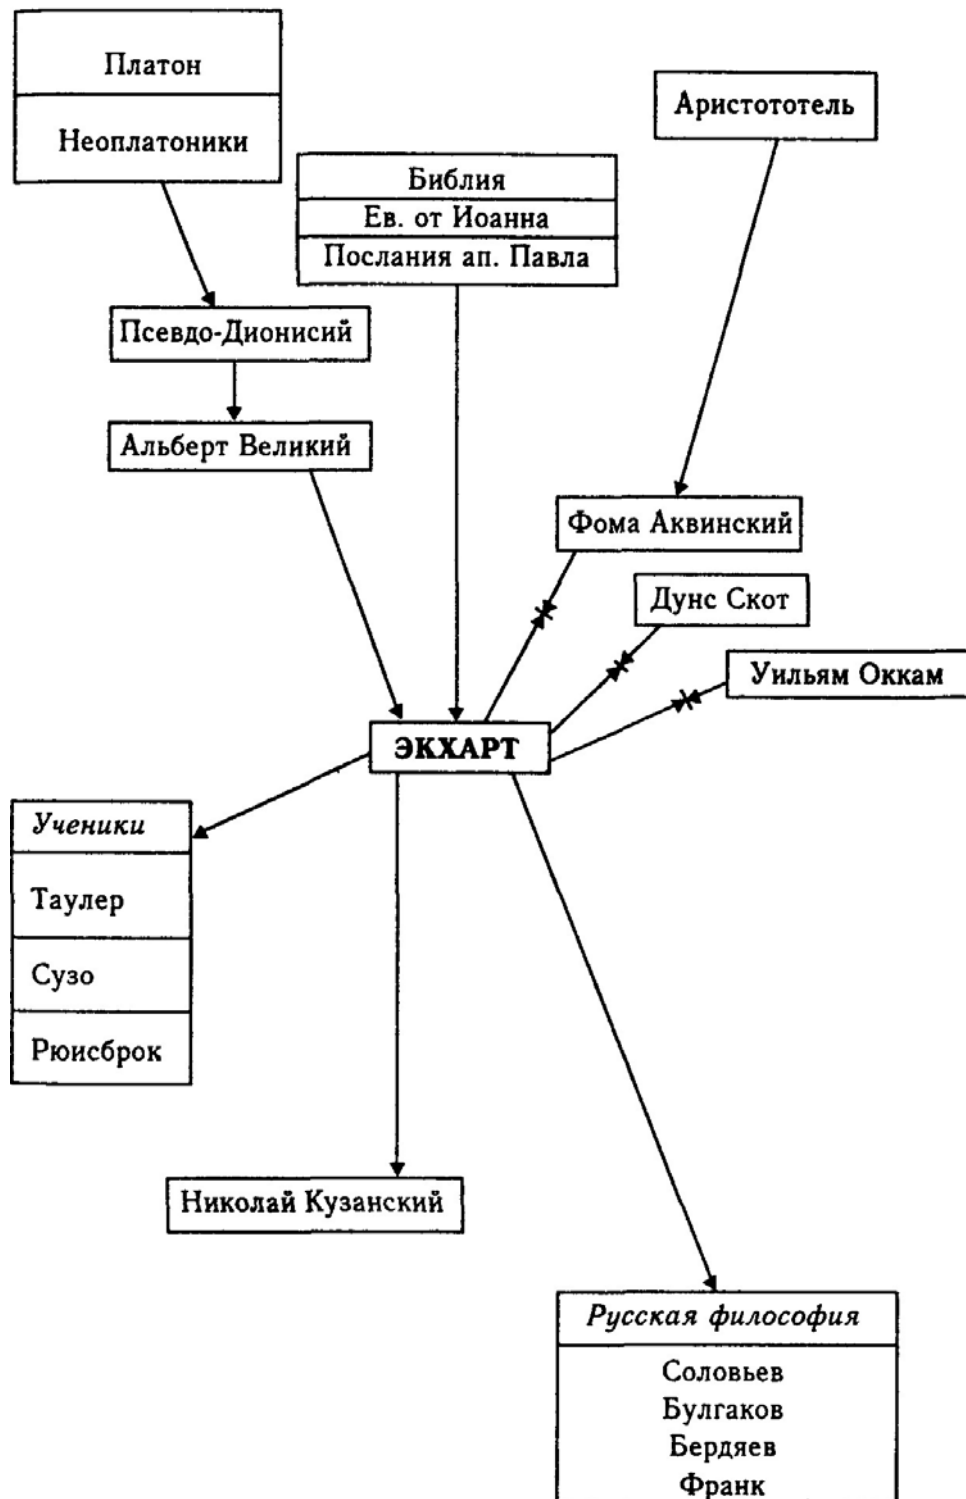 Платон
Неоплатоники
Аристототель
Библия
Ев. от Иоанна
Послания ап. Павла
Псевдо-Дионисий
Альберт Великий
Фома Аквинский
Дунс Скот
Уильям Оккам
ЭКХАРТ
Ученики
Таулер
Сузо
Рюисброк
Николай Кузанский
Русская философия
Соловьев
Булгаков
Бердяев
Франк